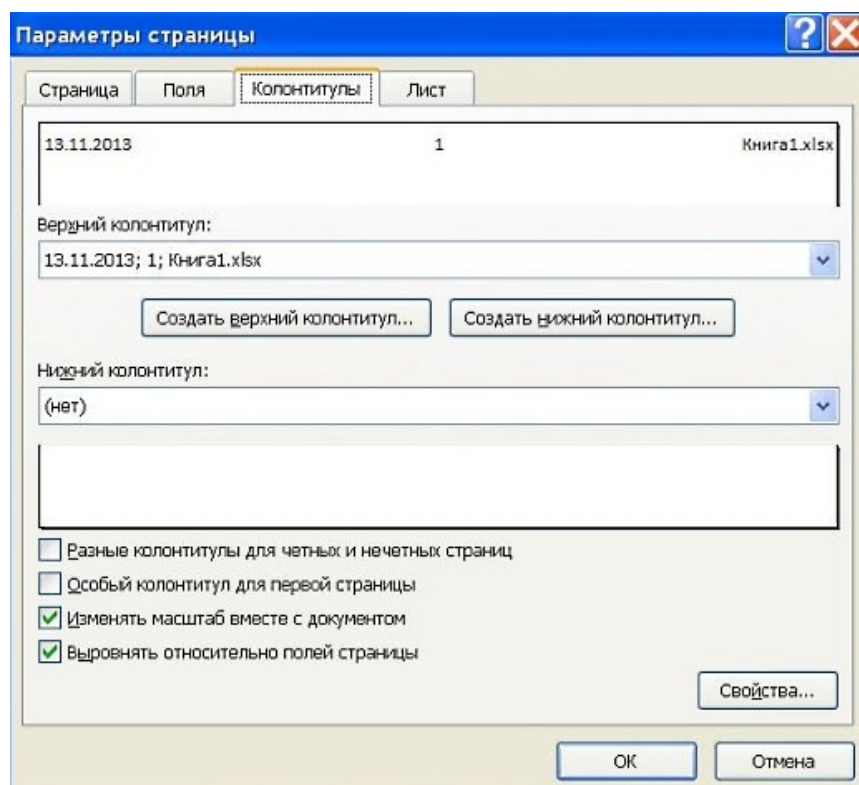 Параметры страницы
Страница Поля Колонтитулы Лист
13.11.2013 1 Книга1.xlsx
Верхний колонтитул:
13.11.2013; 1; Книга1.xlsx
Создать верхний колонтитул... Создать нижний колонтитул...
Нижний колонтитул:
(нет)
Разные колонтитулы для четных и нечетных страниц
Особый колонтитул для первой страницы
Изменять масштаб вместе с документом
Выровнять относительно полей страницы
Свойства...
ОК Отмена